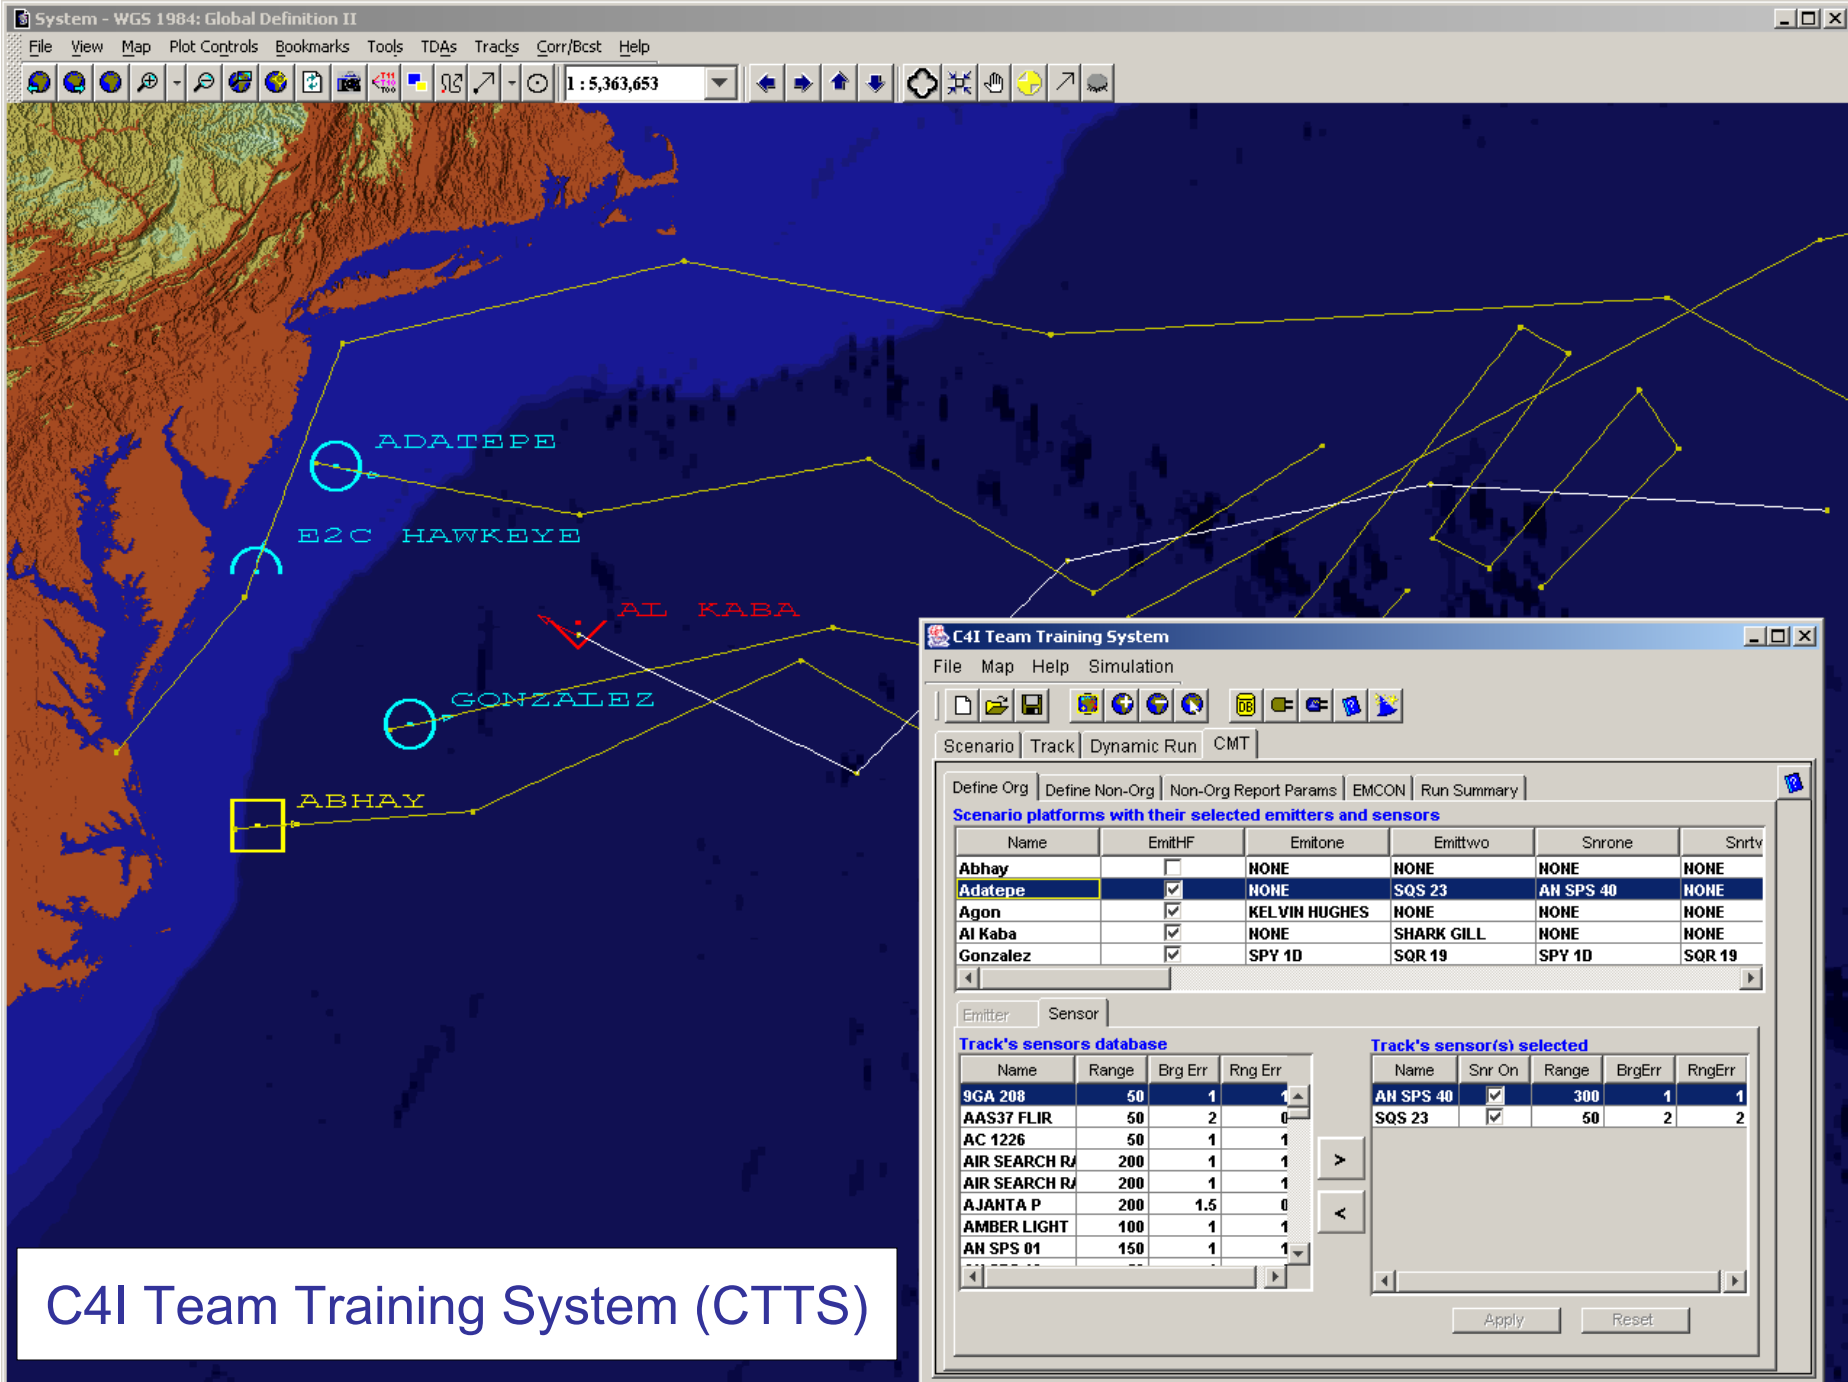 System - WGS 1984: Global Definition II
File View Map Plot Controls Bookmarks Tools TDAs Tracks Corr/Bcst Help
1 : 5,363,653
ADATEPE
E2C HAWKEYE
AL KABA
GONZALEZ
ABHAY
C4I Team Training System (CTTS)
C4I Team Training System
File Map Help Simulation
DB
Scenario Track Dynamic Run CMT
Define Org Define Non-Org Non-Org Report Params EMCON Run Summary
Scenario platforms with their selected emitters and sensors
Name EmitHF Emitone Emittwo Snrone Snrtv
Abhay NONE NONE NONE NONE
Adatepe NONE SQS 23 AN SPS 40 NONE
Agon KELVIN HUGHES NONE NONE NONE
Al Kaba NONE SHARK GILL NONE NONE
Gonzalez SPY 1D SQR 19 SPY 1D SQR 19
Emitter Sensor
Track's sensors database
Name Range Brg Err Rng Err
9GA 208 50 1 1
AAS37 FLIR 50 2 0
AC 1226 50 1 1
AIR SEARCH RA 200 1 1
AIR SEARCH RA 200 1 1
AJANTA P 200 1.5 0
AMBER LIGHT 100 1 1
AN SPS 01 150 1 1
>
<
Track's sensor(s) selected
Name Snr On Range BrgErr RngErr
AN SPS 40 300 1 1
SQS 23 50 2 2
Apply Reset